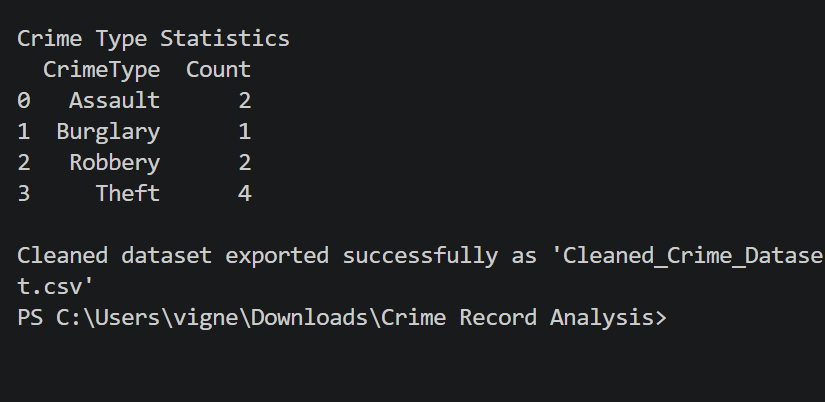 Crime Type Statistics
CrimeType Count
0 Assault 2
1 Burglary 1
2 Robbery 2
3 Theft 4
Cleaned dataset exported successfully as 'Cleaned_Crime_Datase
t.csv'
PS C:\Users\vigne\Downloads\Crime Record Analysis>